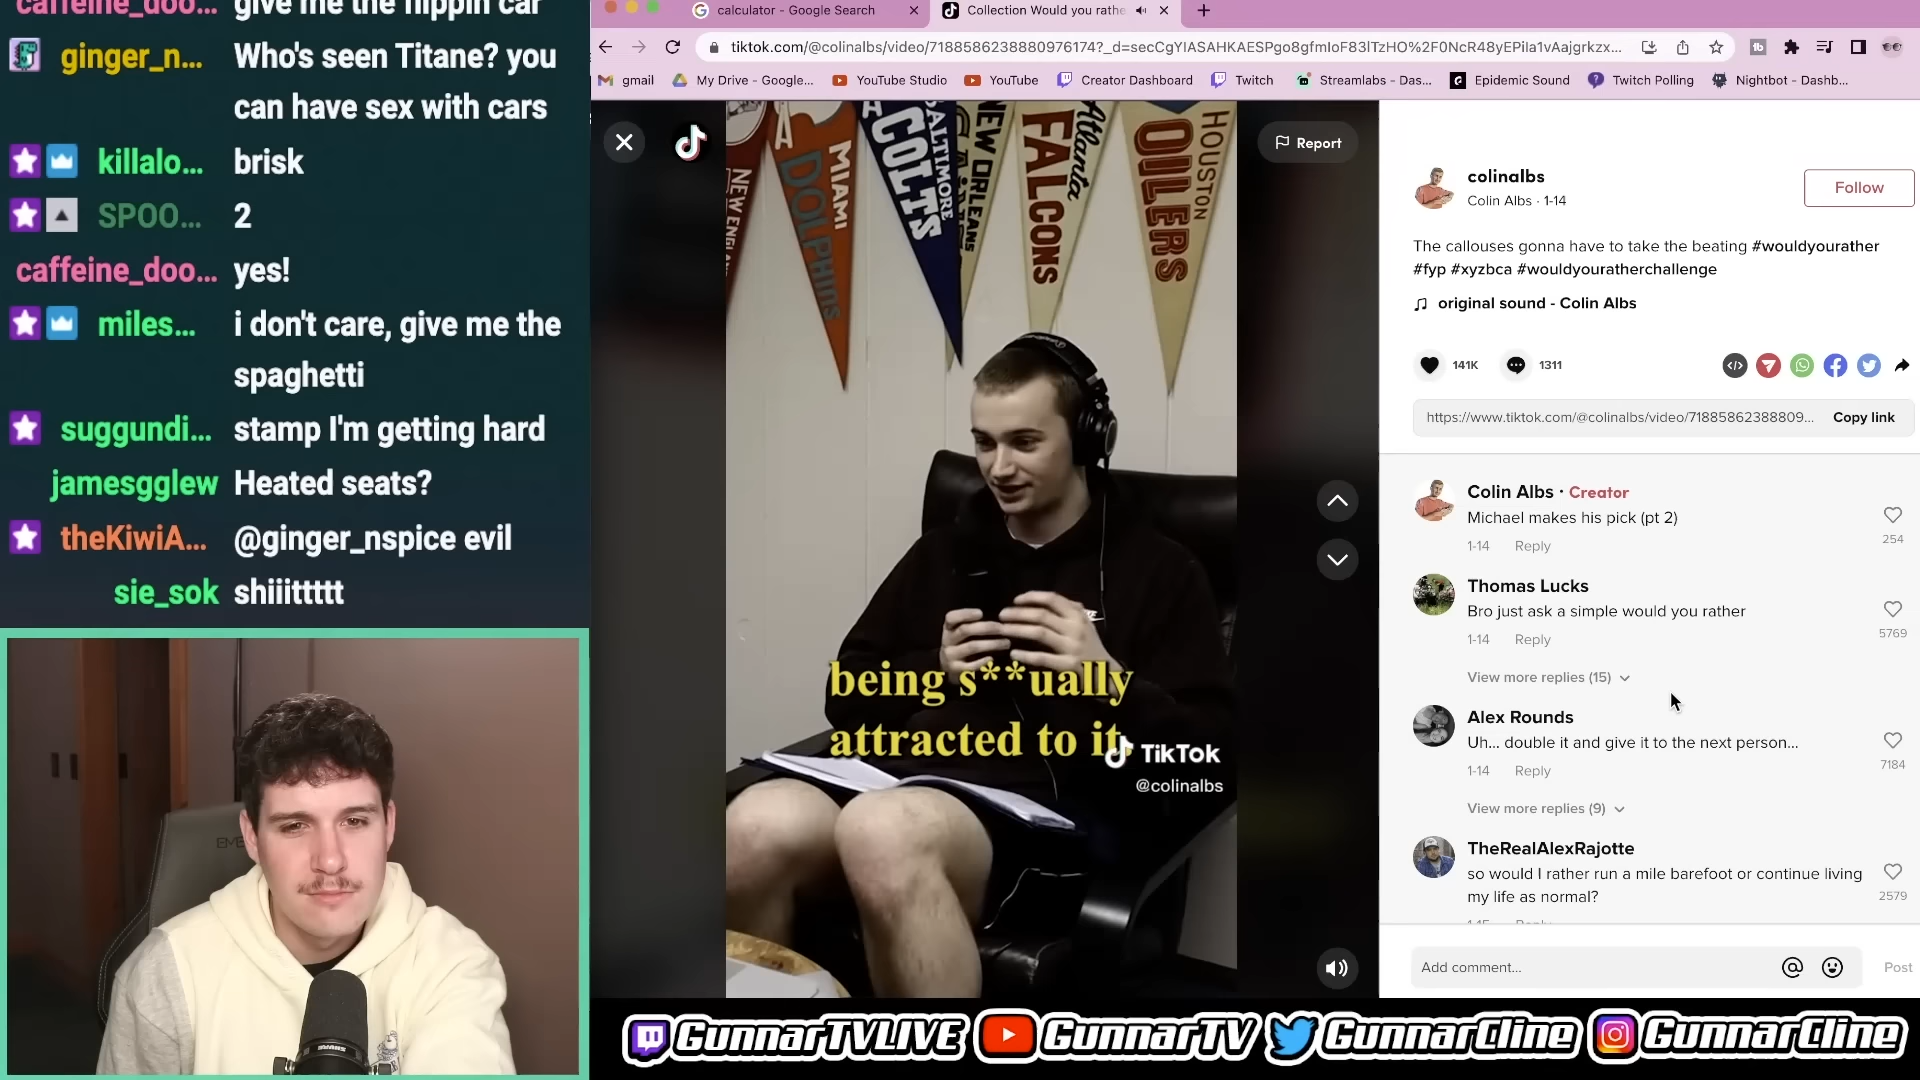 caffeine_doo... give me the flippin car
ginger_n... Who's seen Titane? you
can have sex with cars
killalo... brisk
SPOO... 2
caffeine_doo... yes!
miles... i don't care, give me the
spaghetti
suggundi... stamp I'm getting hard
jamesgglew Heated seats?
theKiwiA... @ginger_nspice evil
sie_sok shiiittttt
calculator - Google Search
Collection Would you rathe
tiktok.com/@colinalbs/video/7188586238880976174?
gmail
My Drive - Google...
YouTube Studio
YouTube
Creator Dashboard
Twitch
Streamlabs - Das...
Epidemic Sound
Twitch Polling
Nightbot - Dashb...
NEW ENGLA
MIAMI
DOLPHINS
BALTIMORE
COLTS
NEW ORLEANS
Atlanta
FALCONS
HOUSTON
OILERS
Report
being s**ually
attracted to it.
TikTok
@colinalbs
colinalbs
Colin Albs · 1-14
Follow
The callouses gonna have to take the beating #wouldyourather
#fyp #xyzbca #wouldyouratherchallenge
original sound - Colin Albs
141K
1311
https://www.tiktok.com/@colinalbs/video/71885862388809...
Copy link
Colin Albs · Creator
Michael makes his pick (pt 2)
1-14 Reply
254
Thomas Lucks
Bro just ask a simple would you rather
1-14 Reply
5769
View more replies (15)
Alex Rounds
Uh... double it and give it to the next person...
1-14 Reply
7184
View more replies (9)
TheRealAlexRajotte
so would I rather run a mile barefoot or continue living
my life as normal?
2579
1-15 Reply
Add comment...
Post
GunnarTVLIVE
GunnarTV
GunnarCline
GunnarCline